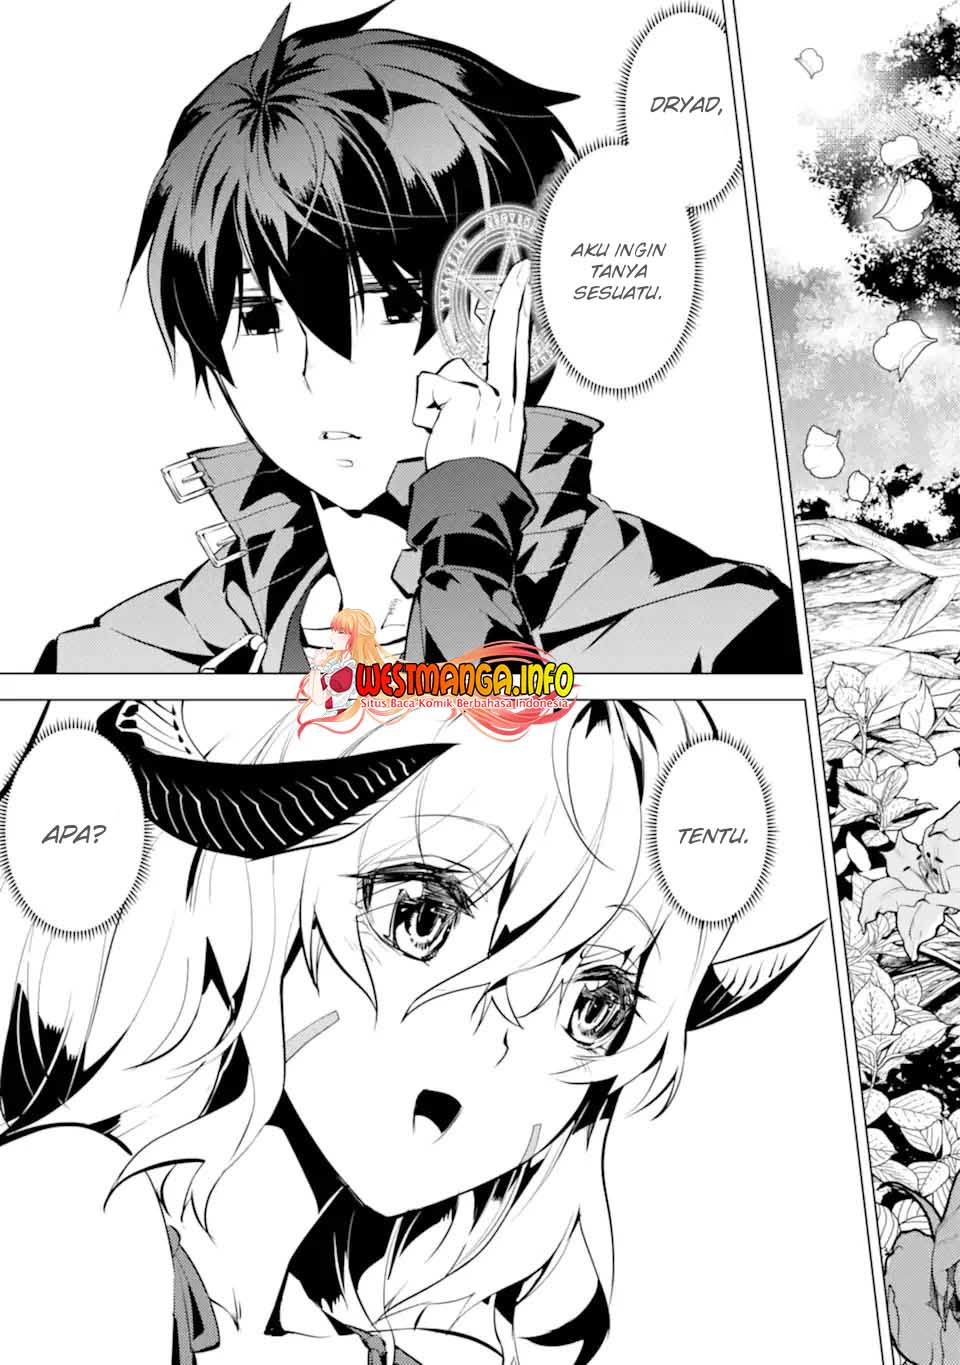 DRYAD,
AKU INGIN
TANYA
SESUATU.
WESTMANGA.INFO
Situs Baca Komik Berbahasa Indonesia
TENTU.
APA?